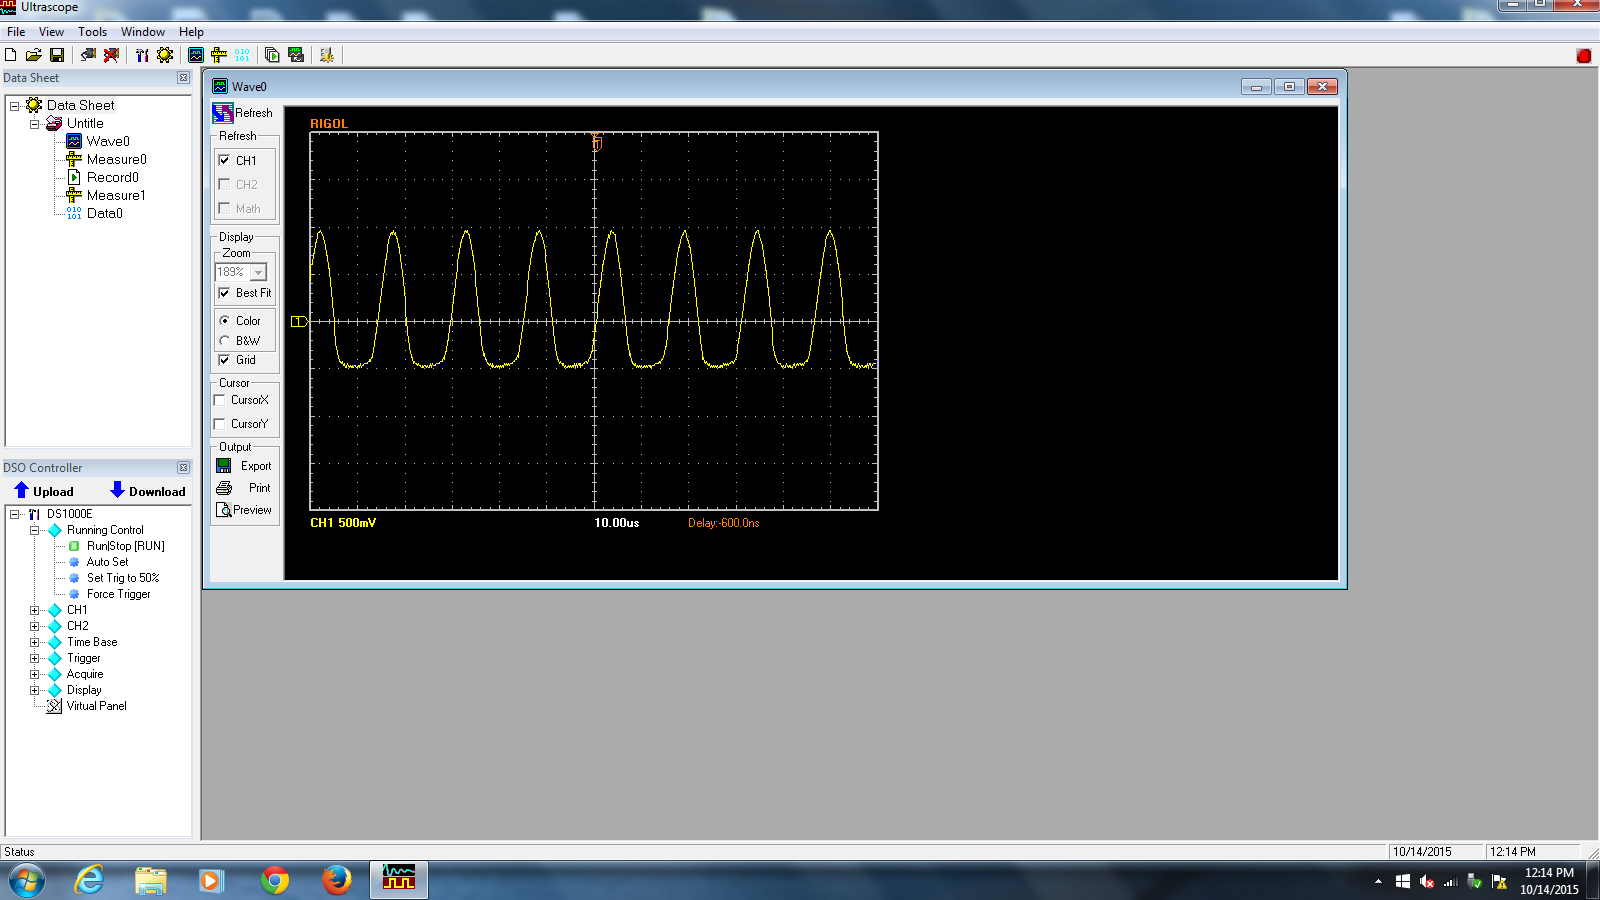 Ultrascope
File View Tools Window Help
Data Sheet
Data Sheet
Untitle
Wave0
Measure0
Record0
Measure1
Data0
DSO Controller
Upload Download
DS1000E
Running Control
Run|Stop [RUN]
Auto Set
Set Trig to 50%
Force Trigger
CH1
CH2
Time Base
Trigger
Acquire
Display
Virtual Panel
Wave0
Refresh
Refresh
CH1
CH2
Math
Display
Zoom
189%
Best Fit
Color
B&W
Grid
Cursor
CursorX
CursorY
Output
Export
Print
Preview
RIGOL
T
1
CH1 500mV 10.00us Delay:-600.0ns
Status 10/14/2015 12:14 PM
12:14 PM
10/14/2015